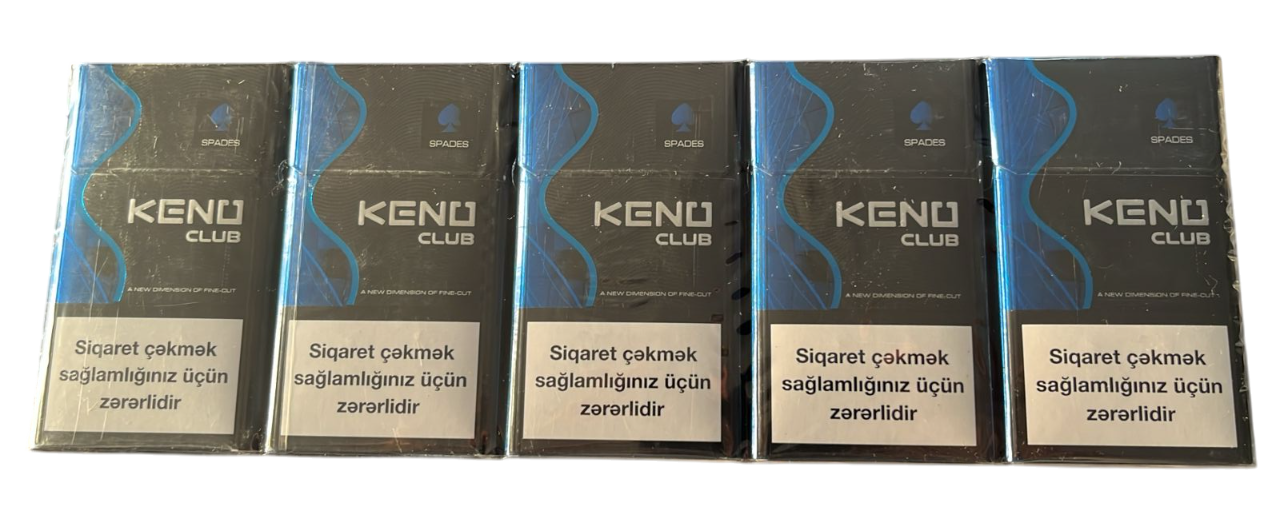 SPADES
KENO
CLUB
A NEW DIMENSION OF FINE-CUT
Siqaret çəkmək
sağlamlığınız üçün
zərərlidir
SPADES
KENO
CLUB
A NEW DIMENSION OF FINE-CUT
Siqaret çəkmək
sağlamlığınız üçün
zərərlidir
SPADES
KENO
CLUB
A NEW DIMENSION OF FINE-CUT
Siqaret çəkmək
sağlamlığınız üçün
zərərlidir
SPADES
KENO
CLUB
A NEW DIMENSION OF FINE-CUT
Siqaret çəkmək
sağlamlığınız üçün
zərərlidir
SPADES
KENO
CLUB
A NEW DIMENSION OF FINE-CUT
Siqaret çəkmək
sağlamlığınız üçün
zərərlidir